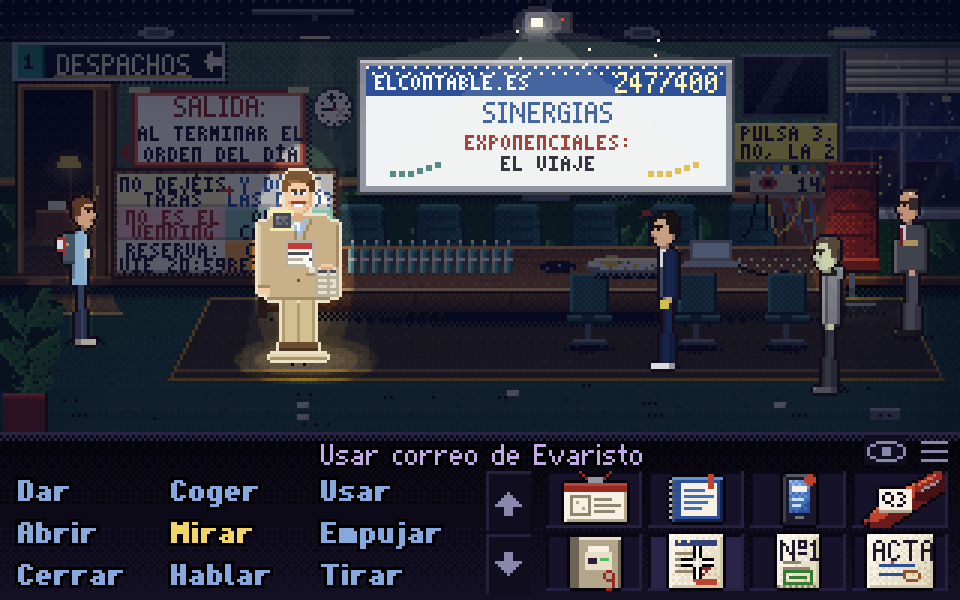 1 DESPACHOS
ELCONTABLE.ES 247/400
SINERGIAS
EXPONENCIALES:
EL VIAJE
SALIDA:
AL TERMINAR EL
ORDEN DEL DÍA
PULSA 3,
NO, LA 2
14
NO DEJÉIS
TAZAS
NO ES EL
VENDING
RESERVA:
Usar correo de Evaristo
Dar Coger Usar
Abrir Mirar Empujar
Cerrar Hablar Tirar
Q3
Nº1
ACTA